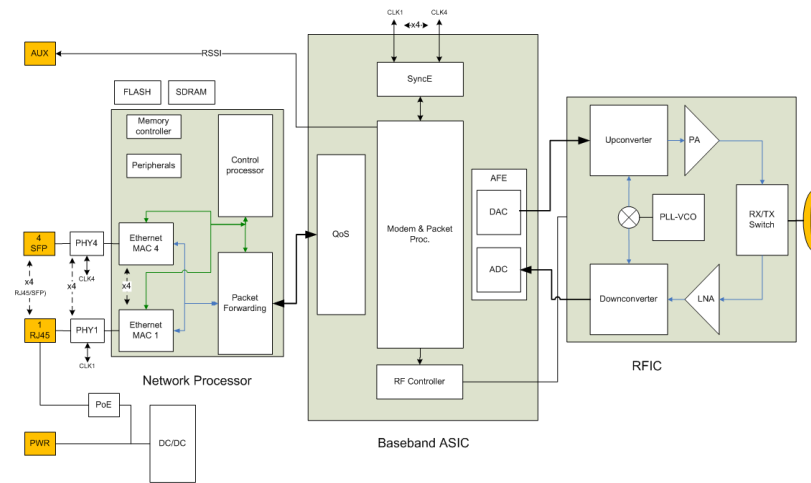 CLK1
x4
CLK4
AUX
RSSI
SyncE
FLASH
SDRAM
Memory
controller
Peripherals
Control
processor
QoS
Modem & Packet
Proc.
AFE
DAC
ADC
Upconverter
PA
PLL-VCO
RX/TX
Switch
Downconverter
LNA
4
SFP
PHY4
Ethernet
MAC 4
x4
RJ45/SFP)
x4
CLK4
x4
Packet
Forwarding
1
RJ45
PHY1
Ethernet
MAC 1
CLK1
Network Processor
RF Controller
RFIC
PoE
PWR
DC/DC
Baseband ASIC